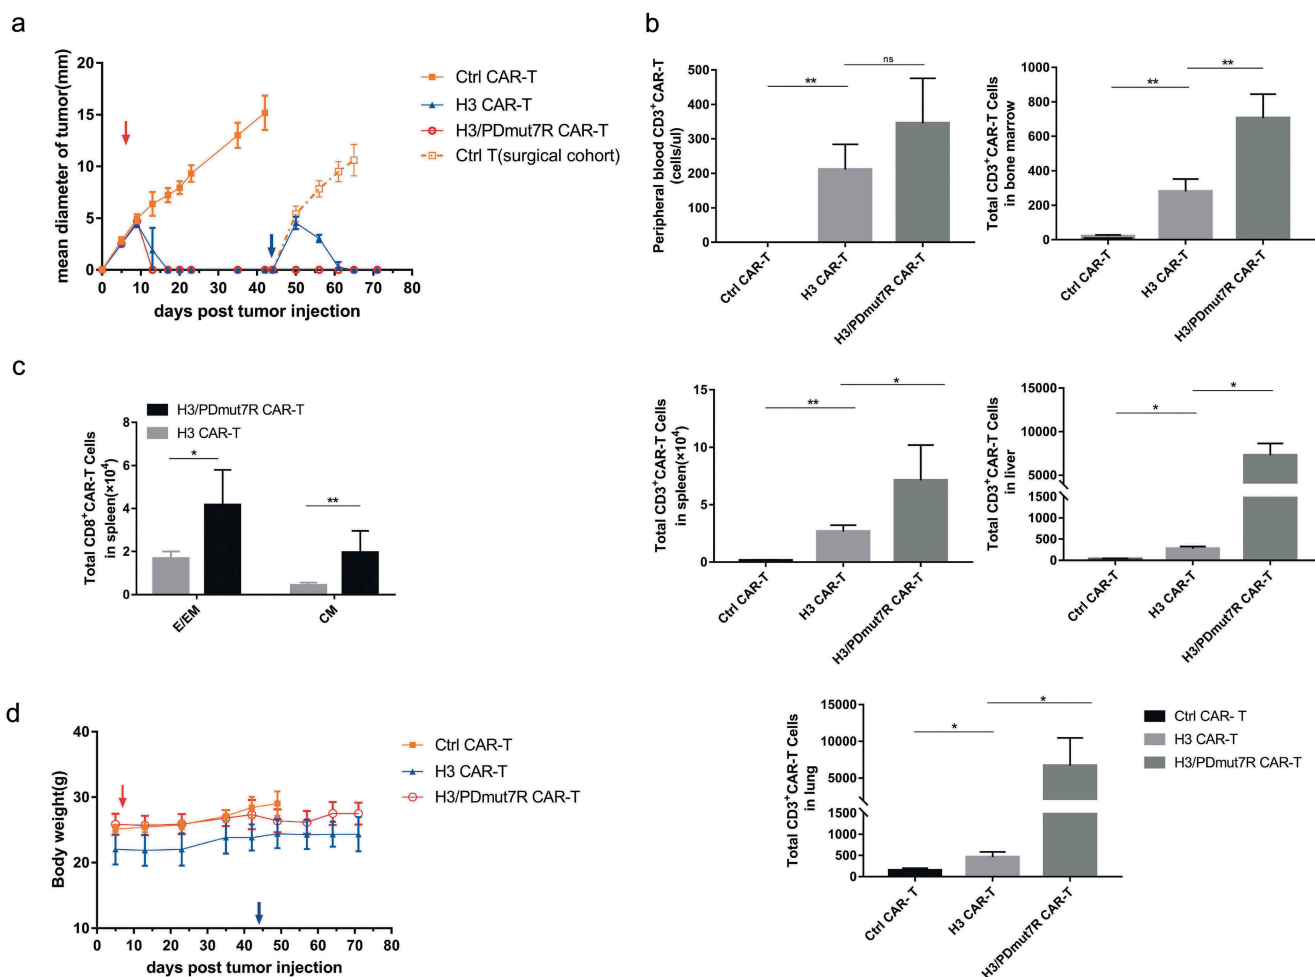 a
mean diameter of tumor(mm)
20
15
10
5
0
0 10 20 30 40 50 60 70 80
days post tumor injection
Ctrl CAR-T
H3 CAR-T
H3/PDmut7R CAR-T
Ctrl T(surgical cohort)
b
Peripheral blood CD3⁺CAR-T
(cells/ul)
500
400
300
200
100
0
**
ns
Ctrl CAR-T
H3 CAR-T
H3/PDmut7R CAR-T
Total CD3⁺CAR-T Cells
in bone marrow
1000
800
600
400
200
0
**
**
Ctrl CAR-T
H3 CAR-T
H3/PDmut7R CAR-T
Total CD3⁺CAR-T Cells
in spleen(×10⁴)
15
10
5
0
**
*
Ctrl CAR-T
H3 CAR-T
H3/PDmut7R CAR-T
Total CD3⁺CAR-T Cells
in liver
15000
10000
5000
1500
1000
500
0
*
*
Ctrl CAR-T
H3 CAR-T
H3/PDmut7R CAR-T
Total CD3⁺CAR-T Cells
in lung
15000
10000
5000
1500
1000
500
0
*
*
Ctrl CAR- T
H3 CAR-T
H3/PDmut7R CAR-T
Ctrl CAR- T
H3 CAR-T
H3/PDmut7R CAR-T
c
H3/PDmut7R CAR-T
H3 CAR-T
Total CD8⁺CAR-T Cells
in spleen(×10⁴)
8
6
4
2
0
*
**
E/EM
CM
d
Body weight(g)
40
30
20
10
0 10 20 30 40 50 60 70 80
days post tumor injection
Ctrl CAR-T
H3 CAR-T
H3/PDmut7R CAR-T